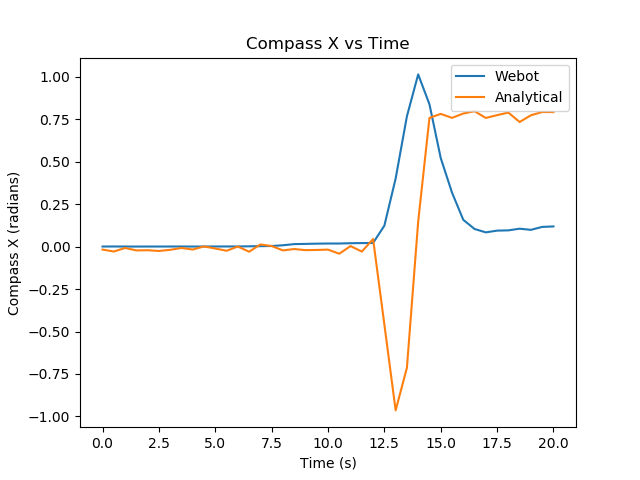 Compass X vs Time
Webot
Analytical
1.00
0.75
0.50
0.25
0.00
−0.25
−0.50
−0.75
−1.00
Compass X (radians)
0.0 2.5 5.0 7.5 10.0 12.5 15.0 17.5 20.0
Time (s)